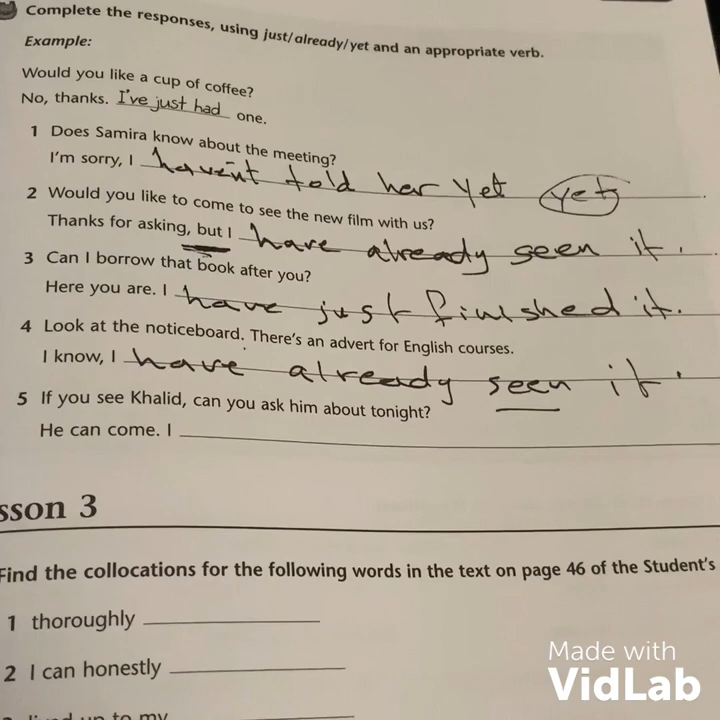 Complete the responses, using just/already/yet and an appropriate verb.
Example:
Would you like a cup of coffee?
No, thanks. I've just had one.
1 Does Samira know about the meeting?
I'm sorry, I haven't told her yet yet
2 Would you like to come to see the new film with us?
Thanks for asking, but I have already seen it.
3 Can I borrow that book after you?
Here you are. I have just finished it.
4 Look at the noticeboard. There's an advert for English courses.
I know, I have already seen it.
5 If you see Khalid, can you ask him about tonight?
He can come. I
sson 3
Find the collocations for the following words in the text on page 46 of the Student's
1 thoroughly
2 I can honestly
lived up to my
Made with
VidLab